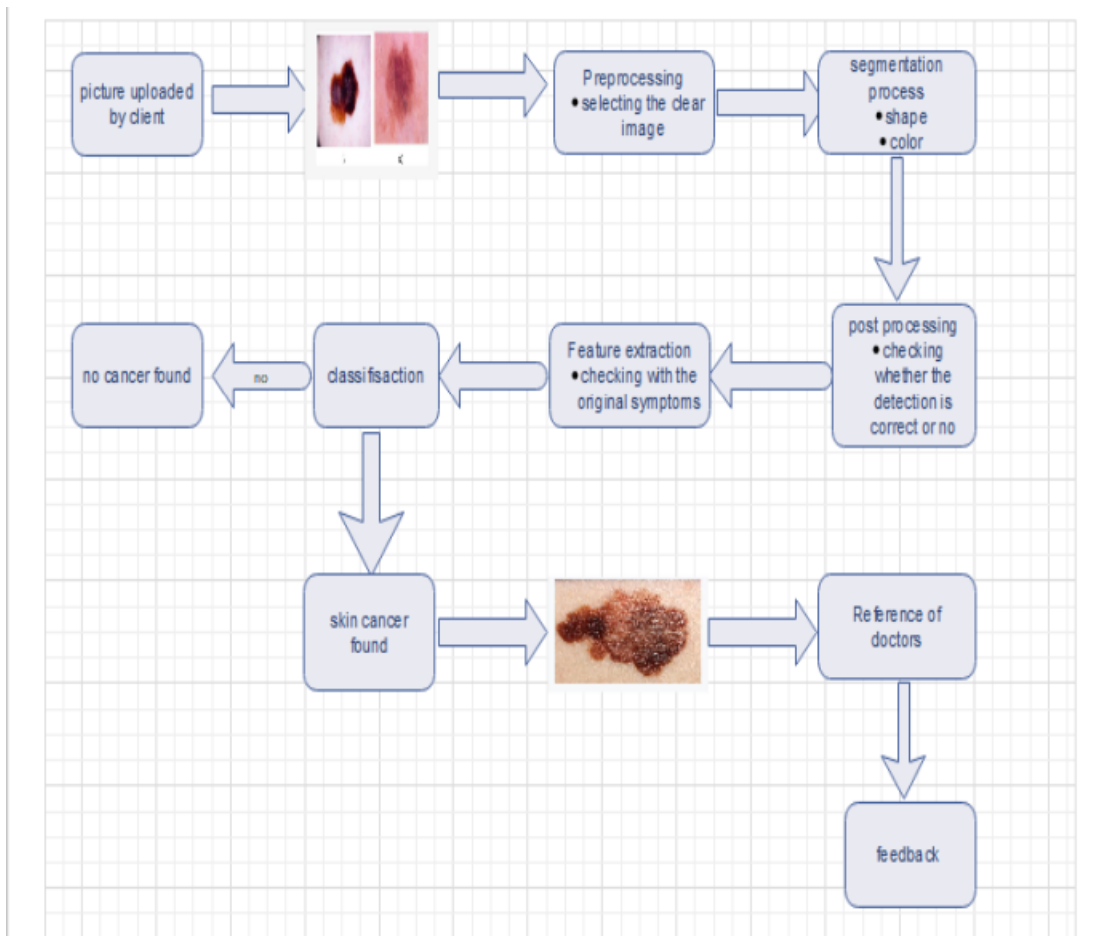 picture uploaded
by client
Preprocessing
• selecting the clear
image
segmentation
process
• shape
• color
post processing
• checking
whether the
detection is
correct or no
Feature extraction
• checking with the
original symptoms
classifisaction
no
no cancer found
skin cancer
found
Reference of
doctors
feedback